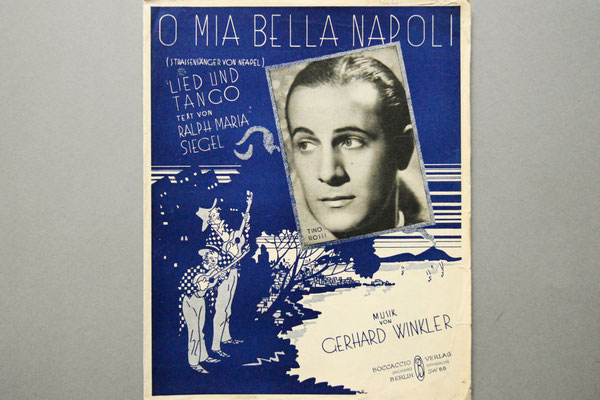 O MIA BELLA NAPOLI
(STRASSENSÄNGER VON NEAPEL)
LIED UND
TANGO
TEXT VON
RALPH MARIA
SIEGEL
TINO
ROSSI
MUSIK
VON
GERHARD WINKLER
BOCCACCIO VERLAG
BERLIN SW 68